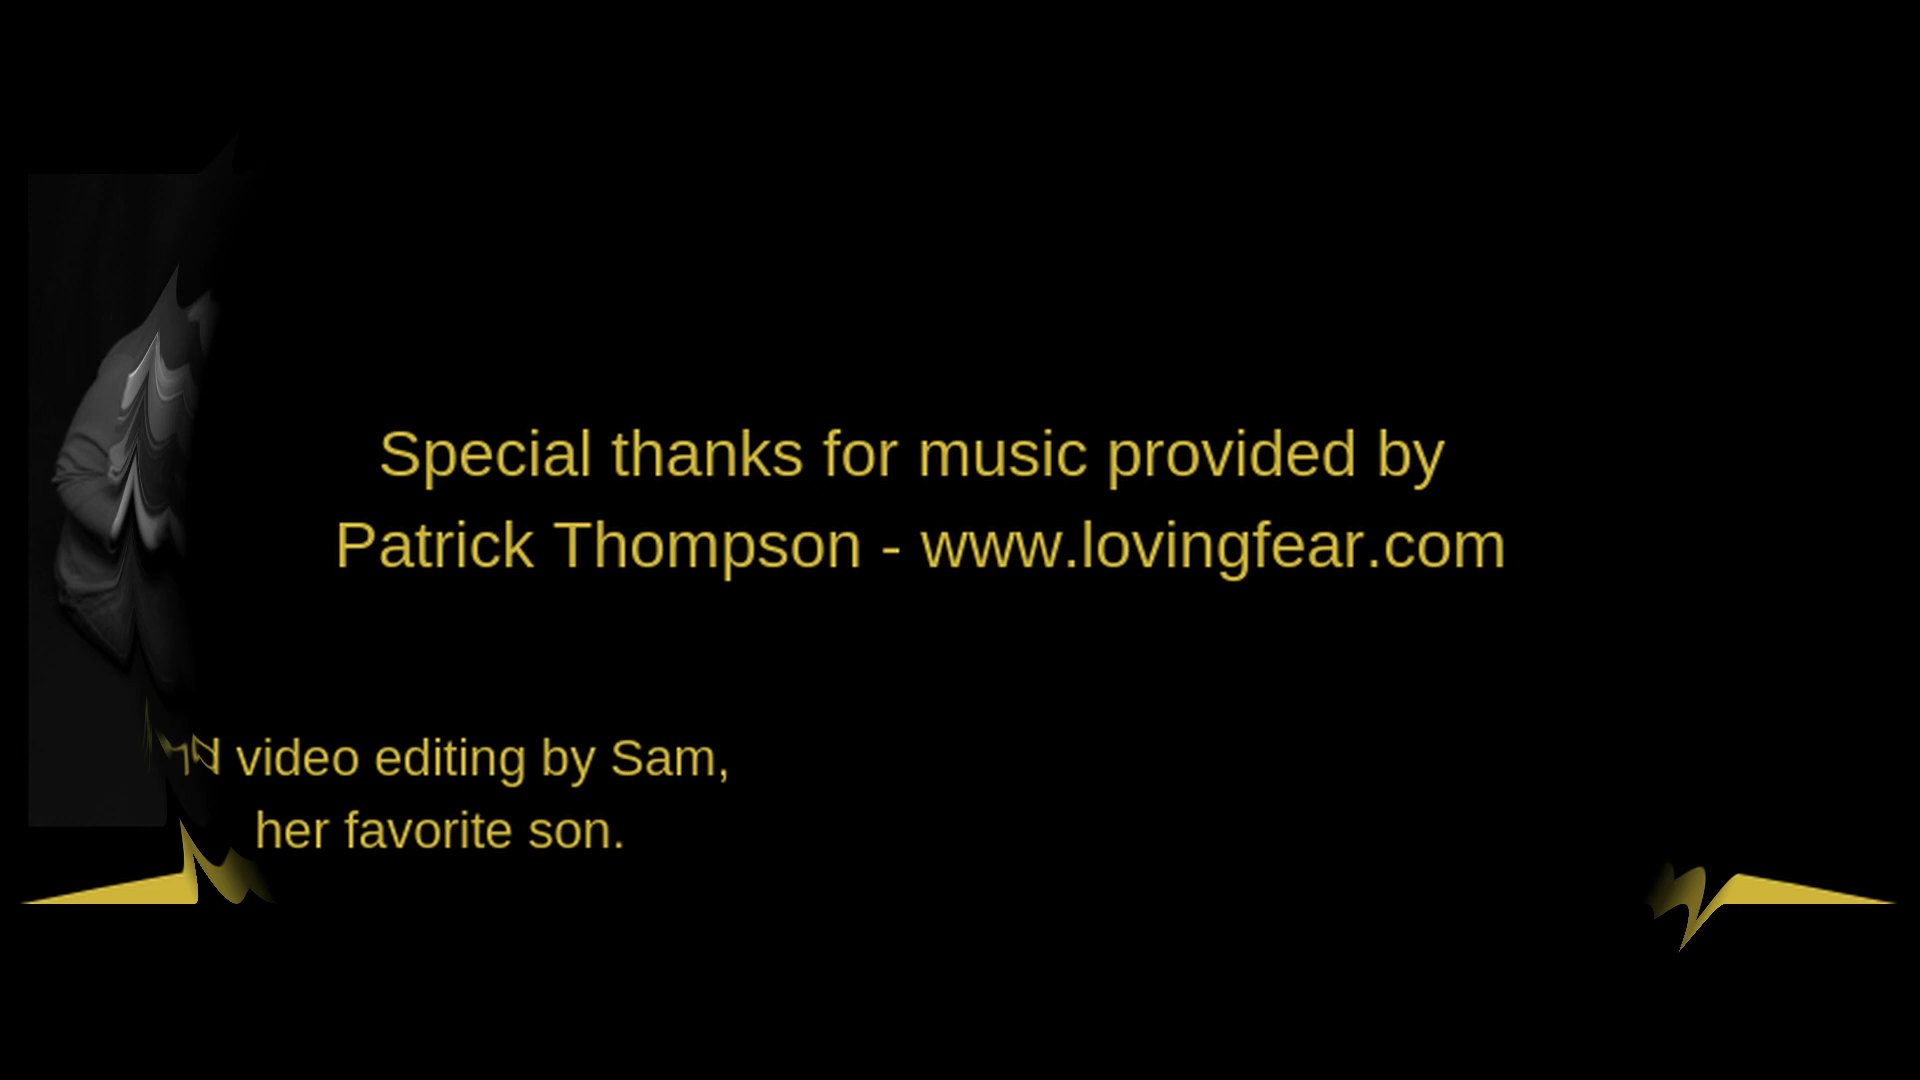 Special thanks for music provided by
Patrick Thompson - www.lovingfear.com
video editing by Sam,
her favorite son.